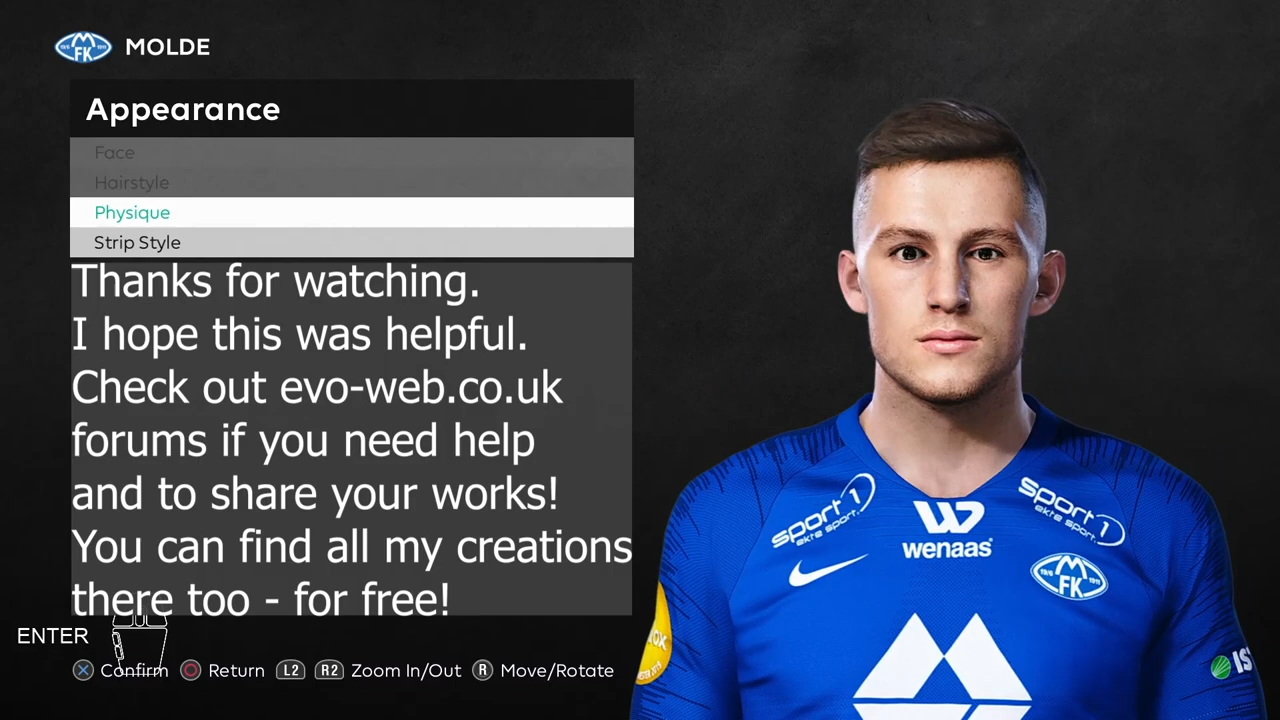 MOLDE
Appearance
Face
Hairstyle
Physique
Strip Style
Thanks for watching.
I hope this was helpful.
Check out evo-web.co.uk
forums if you need help
and to share your works!
You can find all my creations
there too - for free!
ENTER
Confirm Return L2 R2 Zoom In/Out R Move/Rotate
sport 1
ekte sport.
sport 1
ekte sport.
wenaas
M
FK
1911